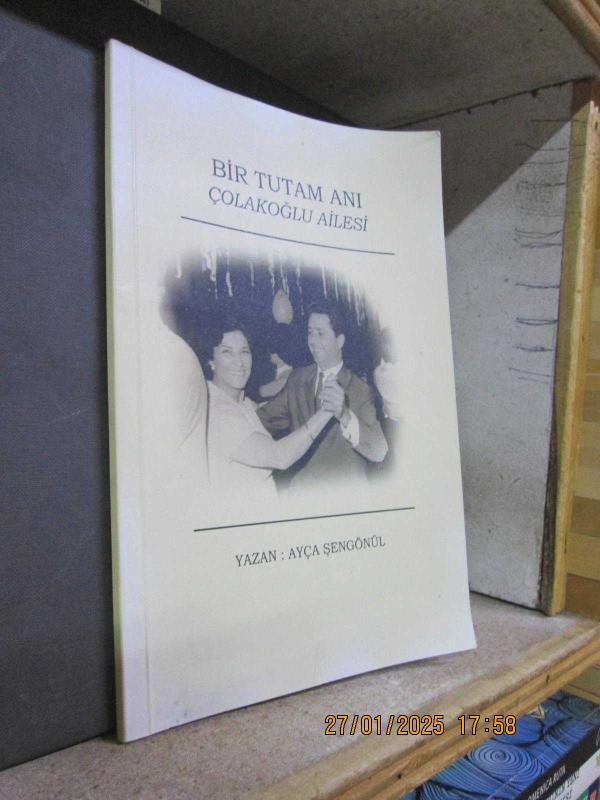 BİR TUTAM ANI
ÇOLAKOĞLU AİLESİ
YAZAN : AYÇA ŞENGÖNÜL
27/01/2025 17:58